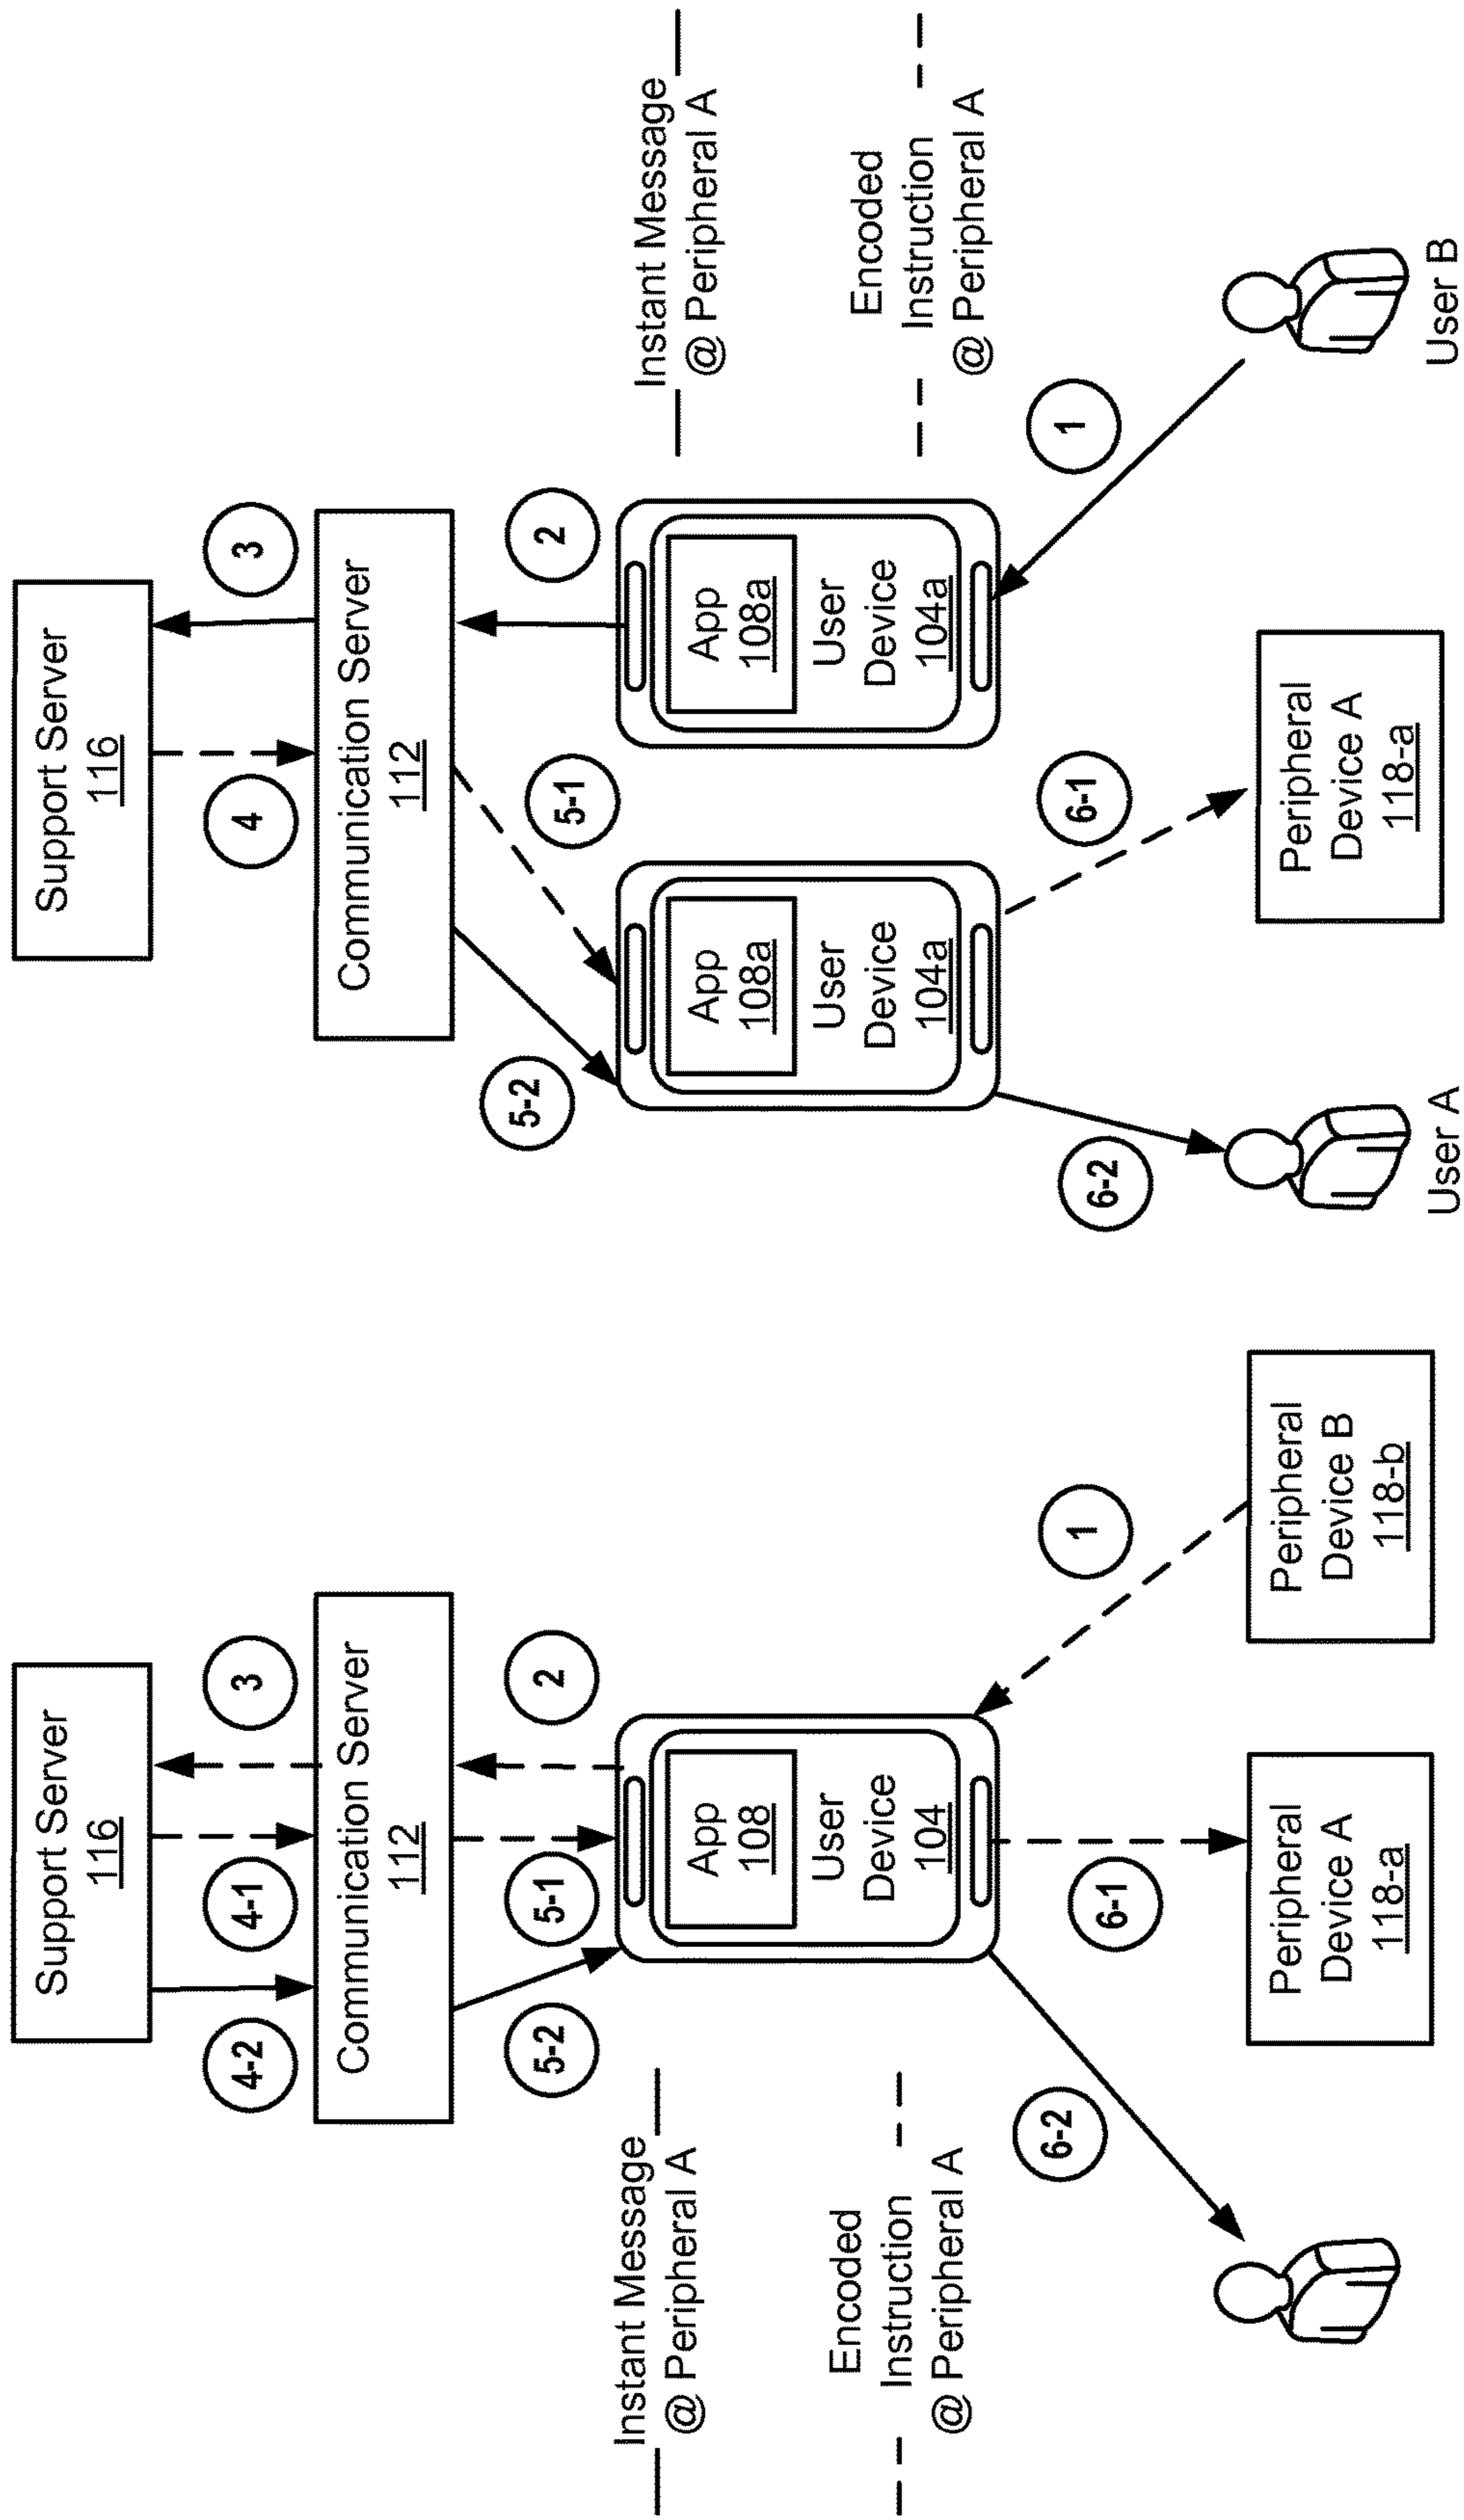 Support Server
116
3
4-1
4-2
Communication Server
112
2
5-1
5-2
Instant Message
@ Peripheral A
App
108
User
Device
104
Encoded
Instruction
@ Peripheral A
1
6-1
6-2
Peripheral
Device A
118-a
Peripheral
Device B
118-b
Support Server
116
3
4
Communication Server
112
2
5-1
5-2
Instant Message
@ Peripheral A
App
108a
User
Device
104a
App
108a
User
Device
104a
Encoded
Instruction
@ Peripheral A
1
6-1
6-2
Peripheral
Device A
118-a
User A
User B